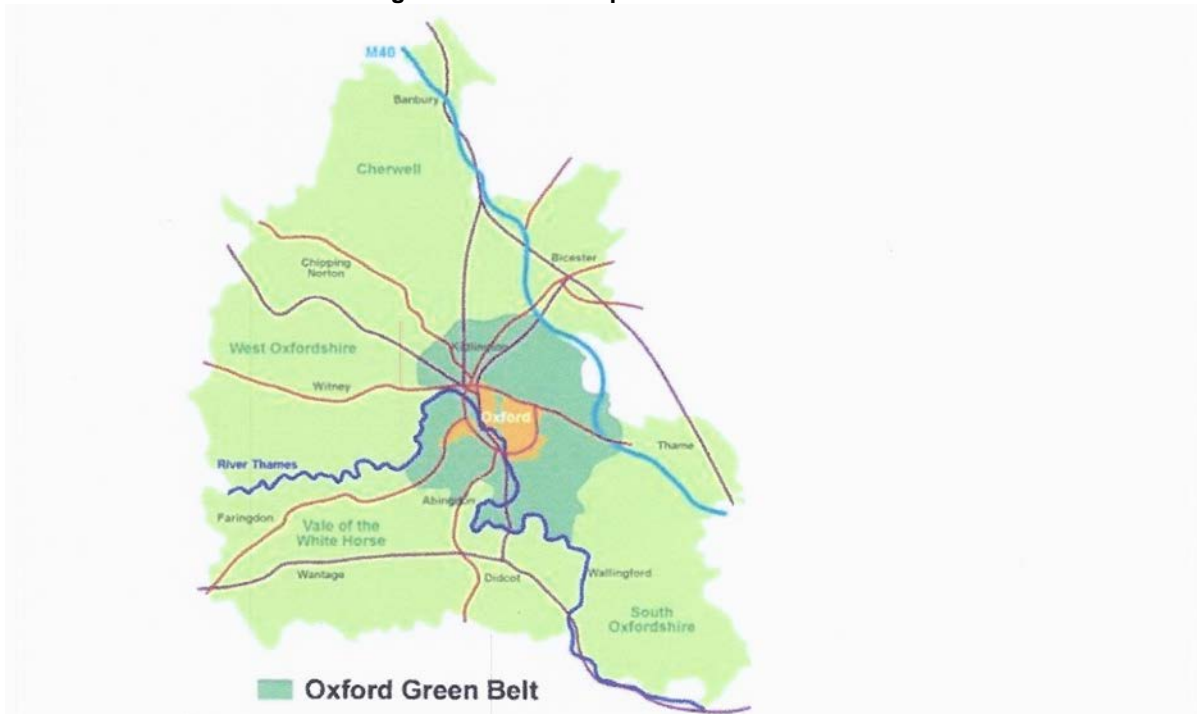 M40
Banbury
Cherwell
Bicester
Chipping
Norton
Kidlington
West Oxfordshire
Witney
Oxford
Thame
River Thames
Abingdon
Faringdon
Vale of the
White Horse
Wantage
Didcot
Wallingford
South
Oxfordshire
Oxford Green Belt